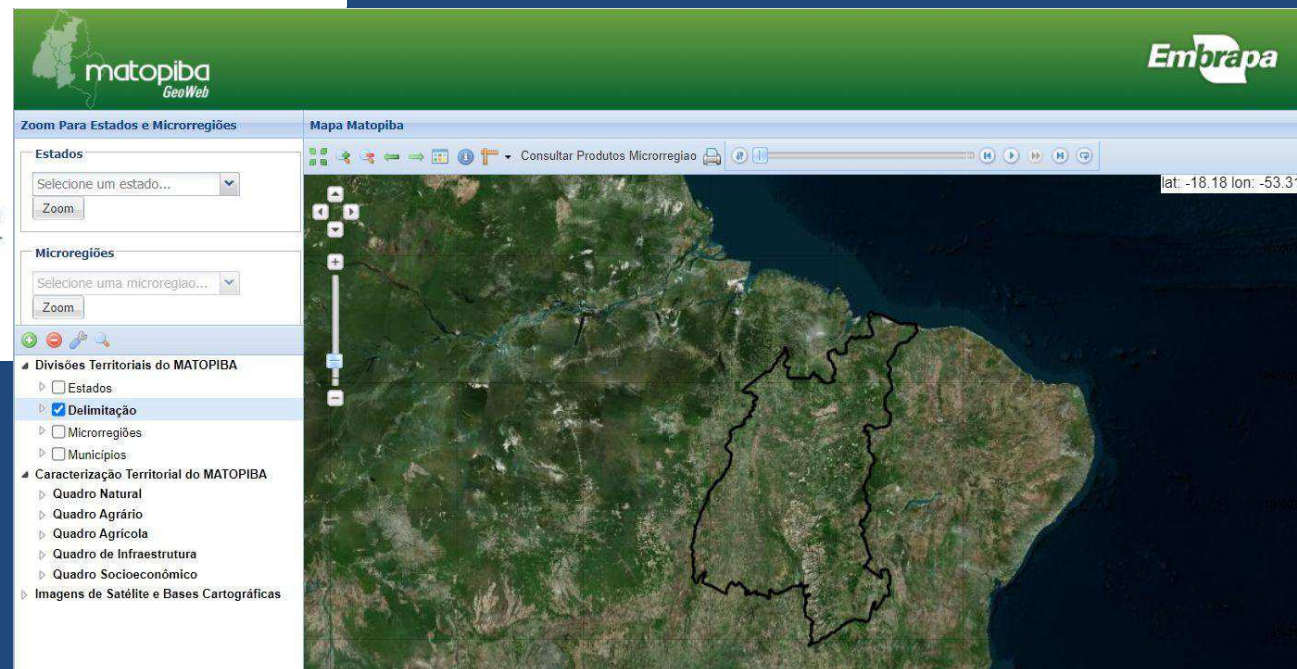 matopiba
GeoWeb
Embrapa
Zoom Para Estados e Microrregiões
Mapa Matopiba
Estados
Selecione um estado...
Zoom
Microregiões
Selecione uma microregiao...
Zoom
Consultar Produtos Microrregiao
lat: -18.18 lon: -53.31
Divisões Territoriais do MATOPIBA
Estados
Delimitação
Microrregiões
Municípios
Caracterização Territorial do MATOPIBA
Quadro Natural
Quadro Agrário
Quadro Agrícola
Quadro de Infraestrutura
Quadro Socioeconômico
Imagens de Satélite e Bases Cartográficas